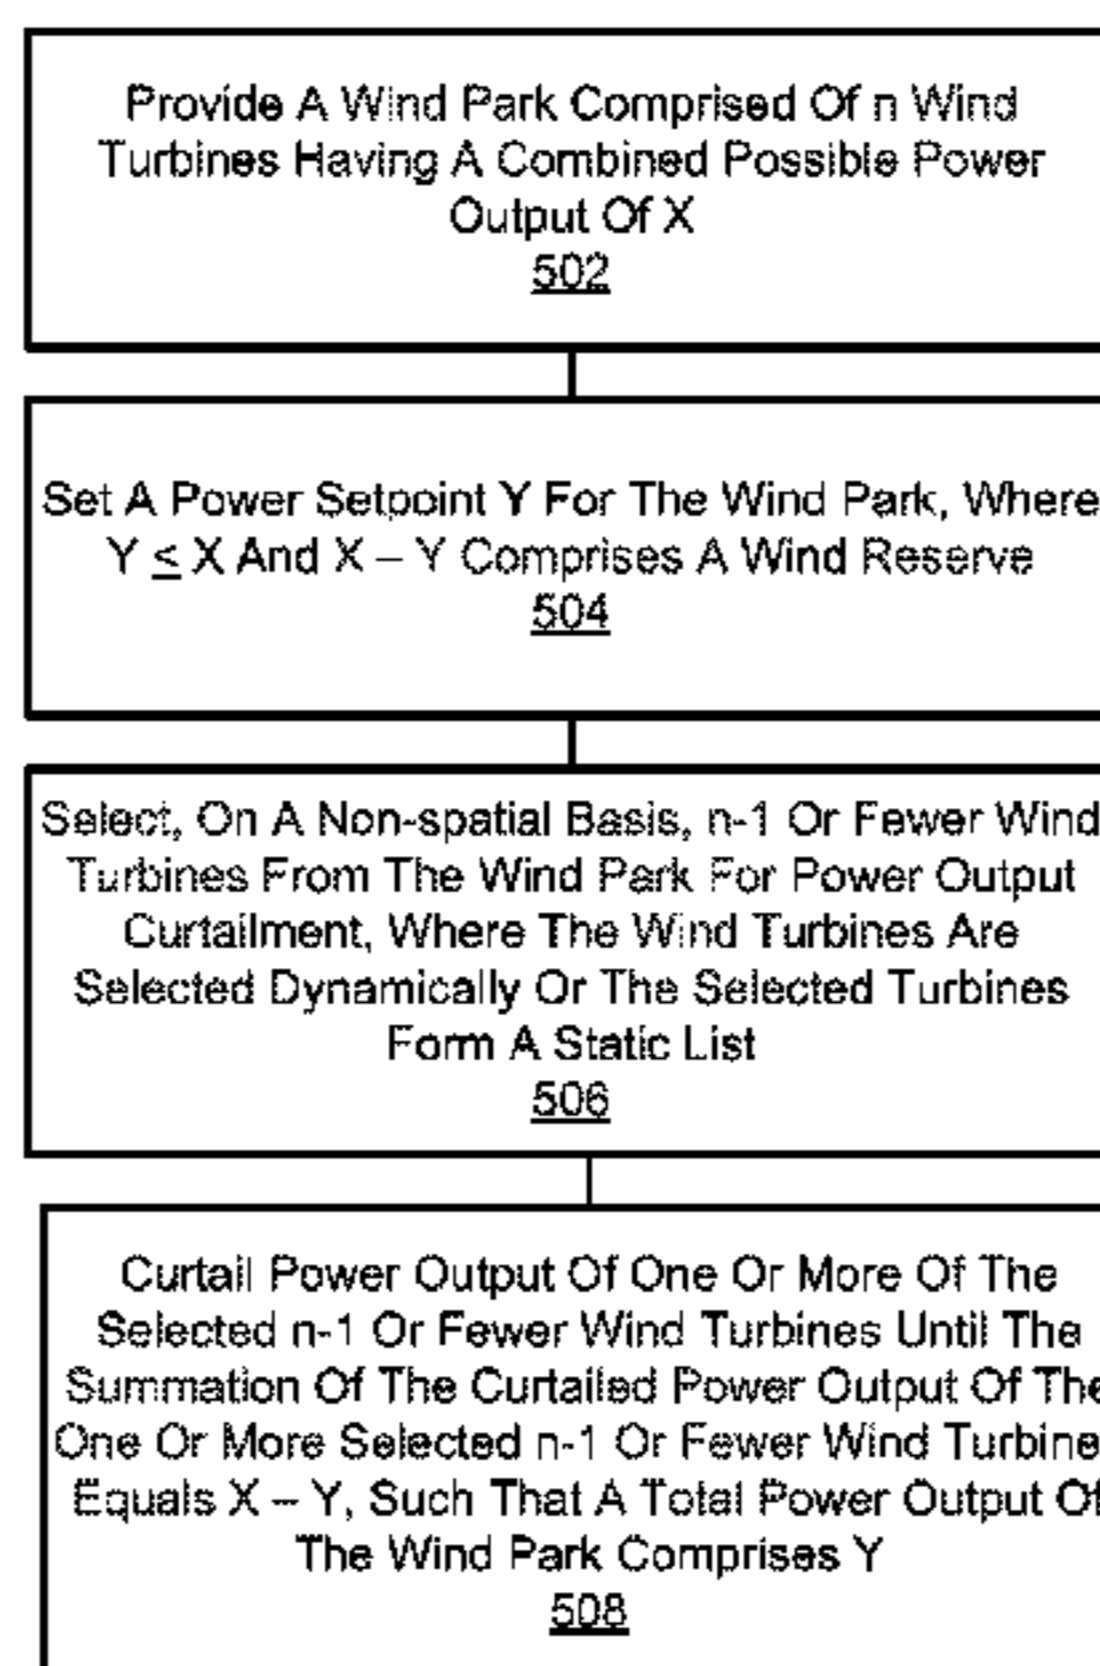 Provide A Wind Park Comprised Of n Wind
Turbines Having A Combined Possible Power
Output Of X
502
Set A Power Setpoint Y For The Wind Park, Where
Y ≤ X And X – Y Comprises A Wind Reserve
504
Select, On A Non-spatial Basis, n-1 Or Fewer Wind
Turbines From The Wind Park For Power Output
Curtailment, Where The Wind Turbines Are
Selected Dynamically Or The Selected Turbines
Form A Static List
506
Curtail Power Output Of One Or More Of The
Selected n-1 Or Fewer Wind Turbines Until The
Summation Of The Curtailed Power Output Of The
One Or More Selected n-1 Or Fewer Wind Turbine
Equals X – Y, Such That A Total Power Output Of
The Wind Park Comprises Y
508